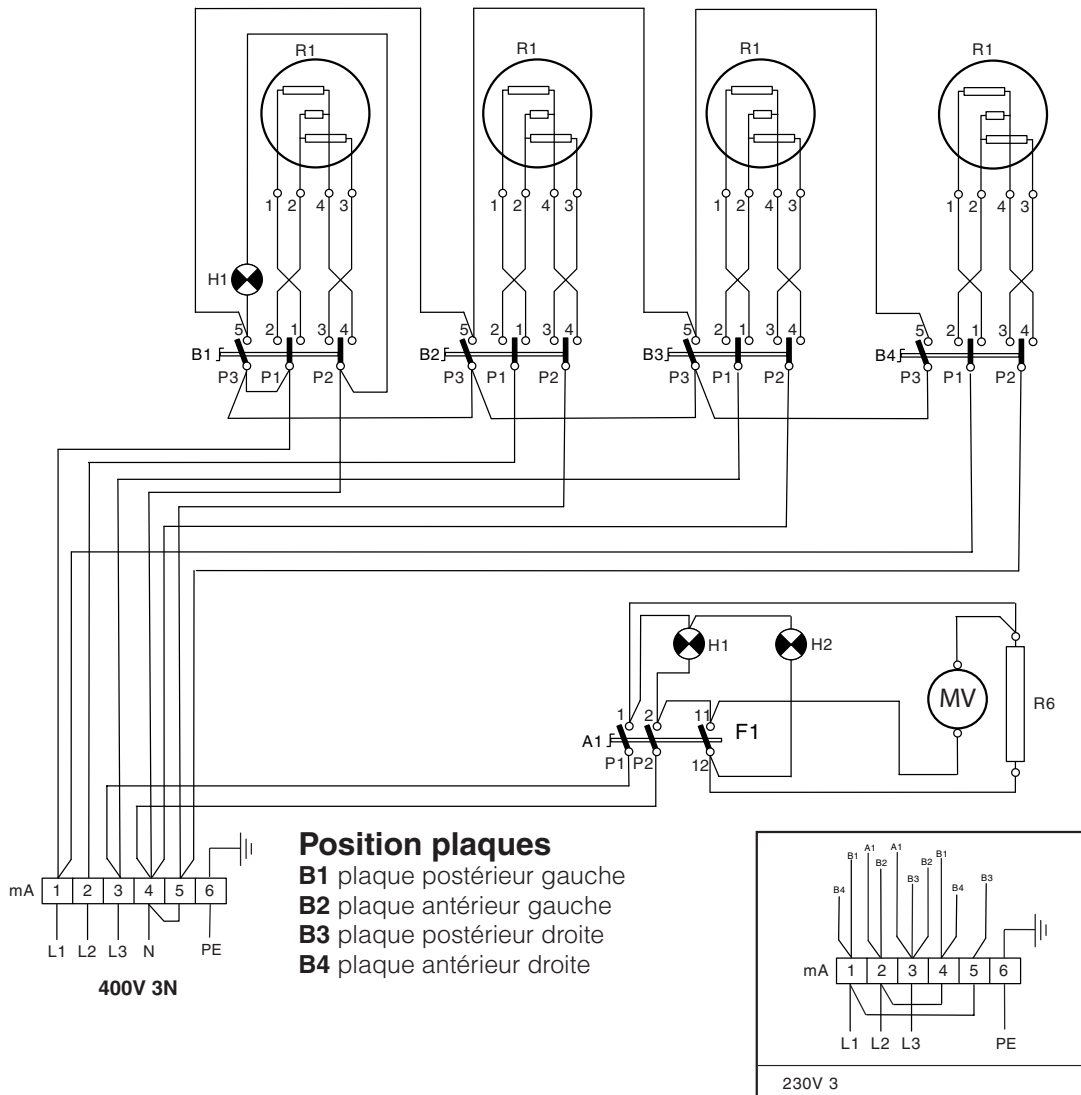 R1 R1 R1 R1
1 2 4 3 1 2 4 3 1 2 4 3 1 2 4 3
H1
5 2 1 3 4 5 2 1 3 4 5 2 1 3 4 5 2 1 3 4
B1 B2 B3 B4
P3 P1 P2 P3 P1 P2 P3 P1 P2 P3 P1 P2
H1 H2
MV R6
1 2 11 F1
A1
P1 P2 12
Position plaques
B1 plaque postérieur gauche
B2 plaque antérieur gauche
B3 plaque postérieur droite
B4 plaque antérieur droite
mA 1 2 3 4 5 6
L1 L2 L3 N PE
400V 3N
B4 B1 A1 B2 A1 B3 B2 B1 B4 B3
mA 1 2 3 4 5 6
L1 L2 L3 PE
230V 3